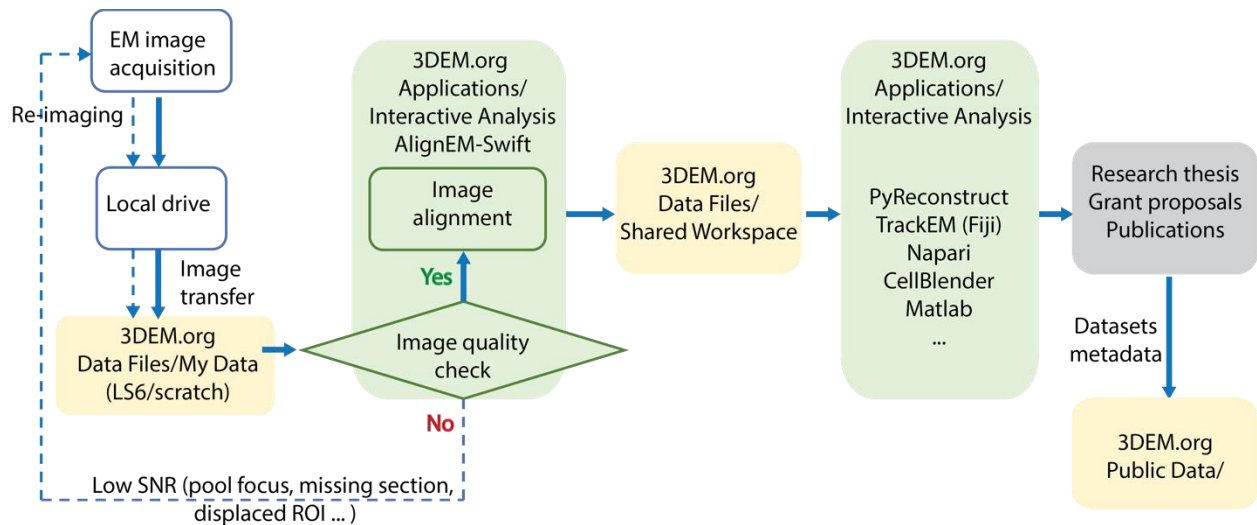 EM image
acquisition
Re-imaging
Local drive
Image
transfer
3DEM.org
Data Files/My Data
(LS6/scratch)
3DEM.org
Applications/
Interactive Analysis
AlignEM-Swift
Image
alignment
Yes
Image quality
check
No
Low SNR (pool focus, missing section,
displaced ROI ... )
3DEM.org
Data Files/
Shared Workspace
3DEM.org
Applications/
Interactive Analysis
PyReconstruct
TrackEM (Fiji)
Napari
CellBlender
Matlab
...
Research thesis
Grant proposals
Publications
Datasets
metadata
3DEM.org
Public Data/